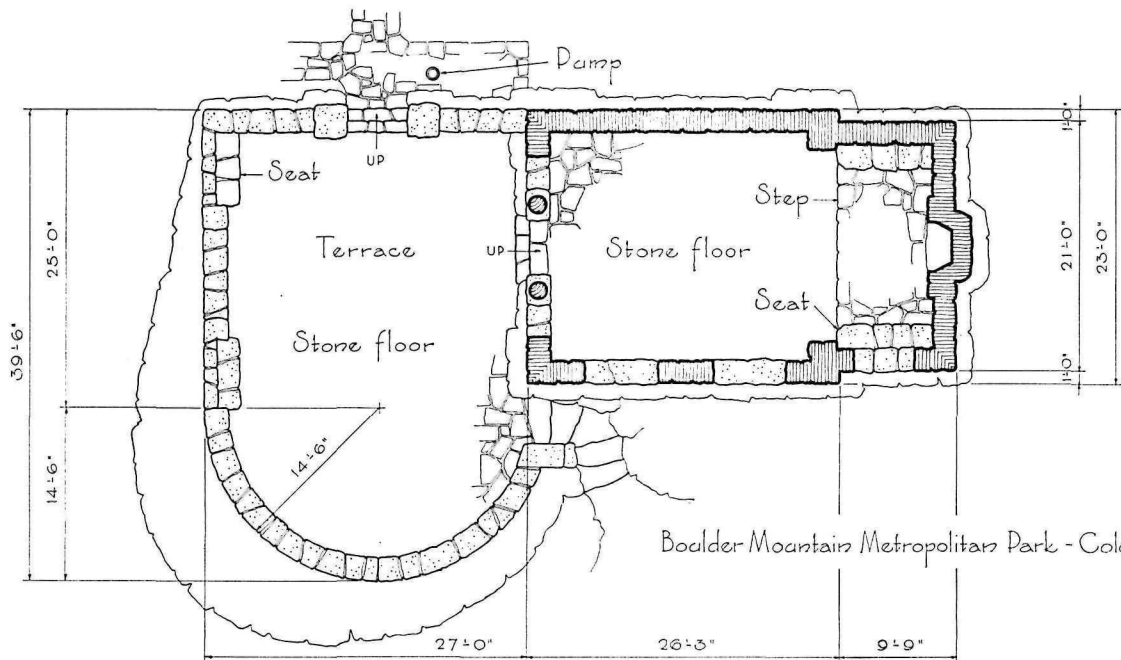 Pump
UP
Seat
Terrace
Stone floor
UP
Stone floor
Step
Seat
39'-6"
25'-0"
14'-6"
14'-6"
1'-0"
21'-0"
23'-0"
1'-0"
Boulder Mountain Metropolitan Park -
27'-0"
26'-3"
9'-9"